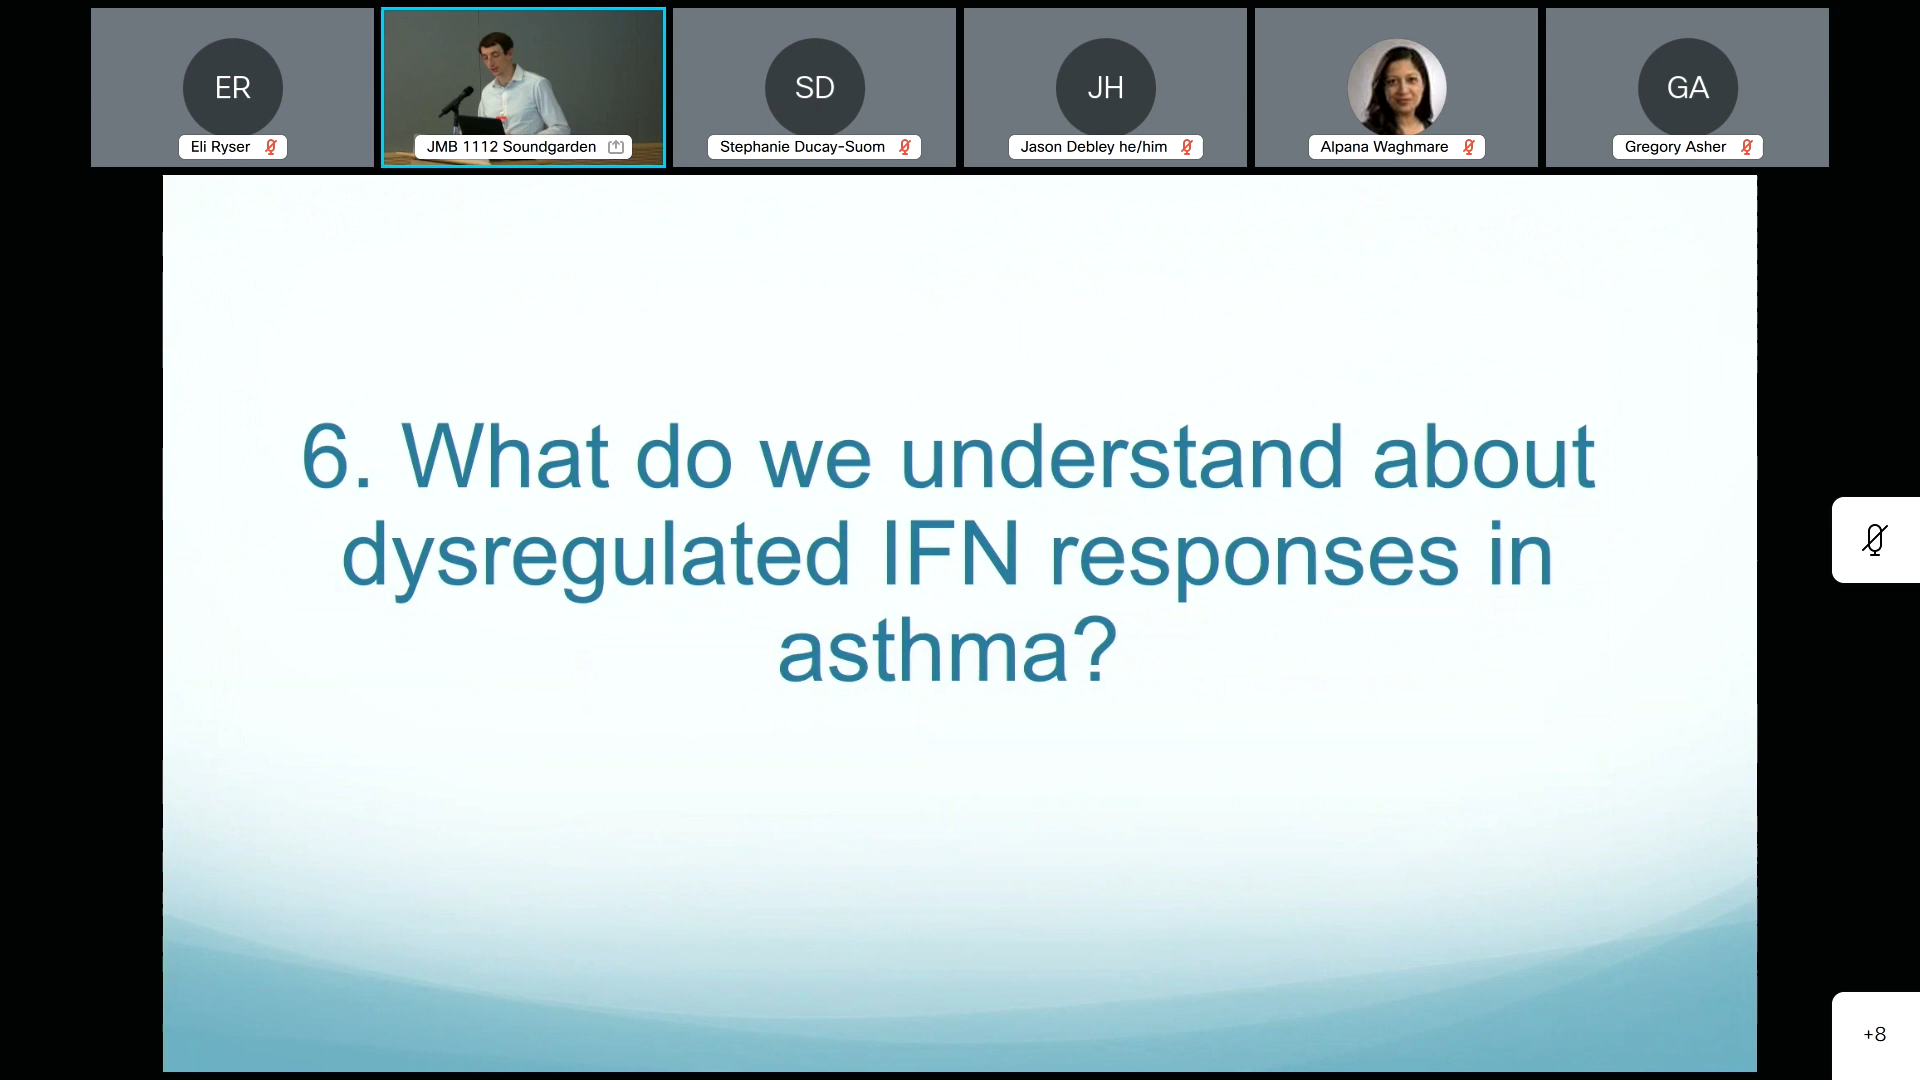 ER
SD
JH
GA
Eli Ryser
JMB 1112 Soundgarden
Stephanie Ducay-Suom
Jason Debley he/him
Alpana Waghmare
Gregory Asher
6. What do we understand about
dysregulated IFN responses in
asthma?
+8